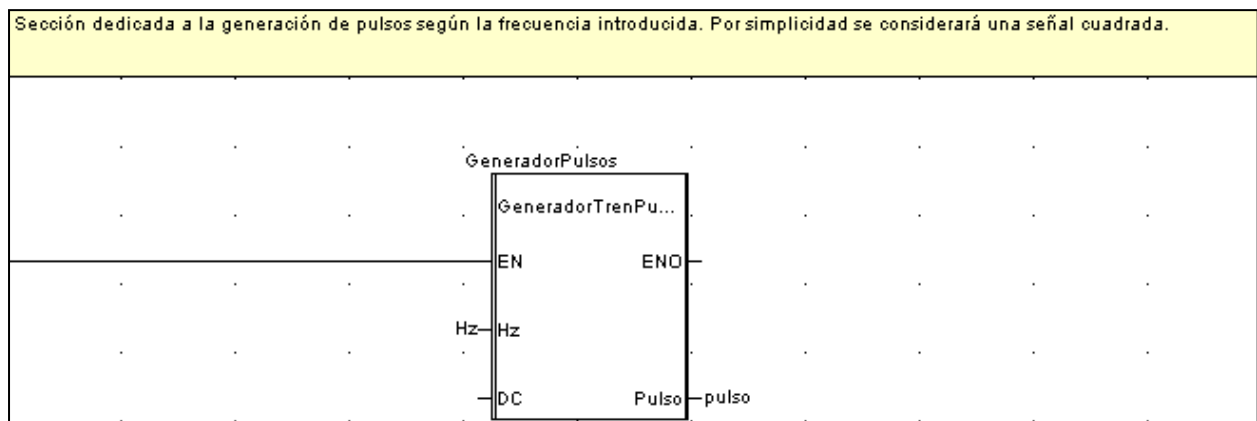 Sección dedicada a la generación de pulsos según la frecuencia introducida. Por simplicidad se considerará una señal cuadrada.
GeneradorPulsos
GeneradorTrenPu...
EN ENO
Hz Hz
DC Pulso pulso